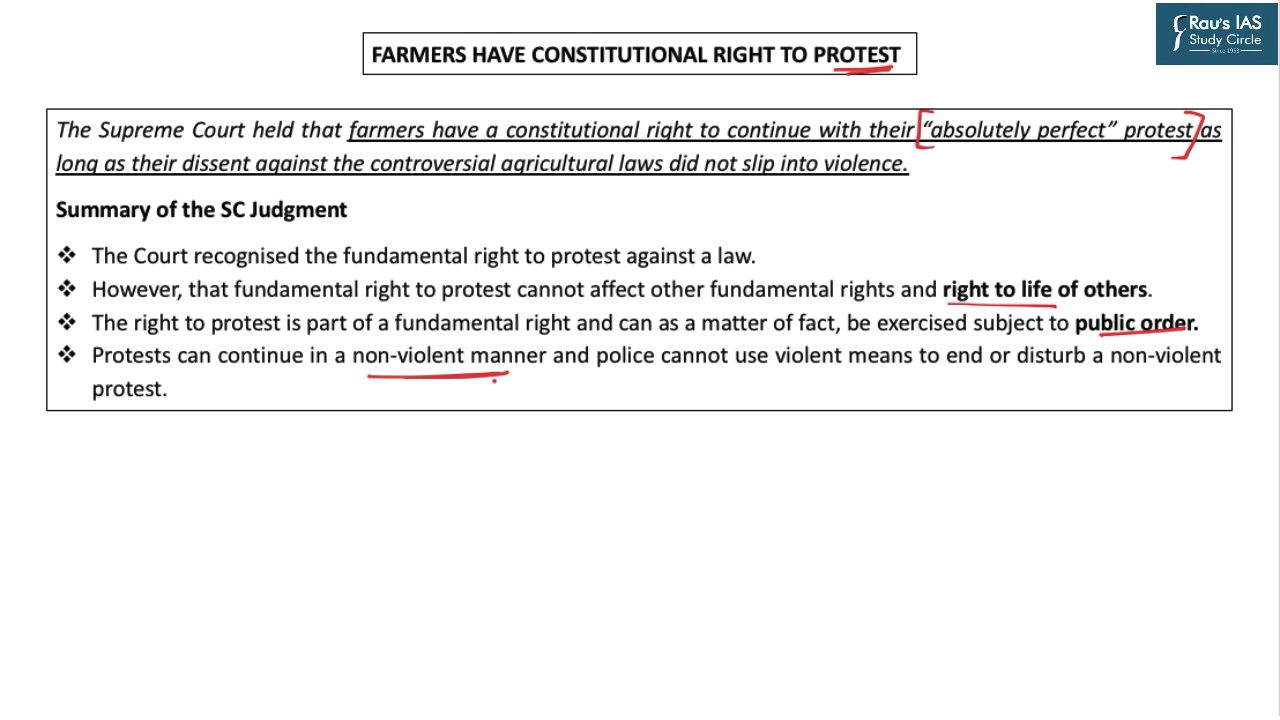 Rau's IAS
Study Circle
Since 1953
FARMERS HAVE CONSTITUTIONAL RIGHT TO PROTEST
The Supreme Court held that farmers have a constitutional right to continue with their “absolutely perfect” protest as
long as their dissent against the controversial agricultural laws did not slip into violence.
Summary of the SC Judgment
❖ The Court recognised the fundamental right to protest against a law.
❖ However, that fundamental right to protest cannot affect other fundamental rights and right to life of others.
❖ The right to protest is part of a fundamental right and can as a matter of fact, be exercised subject to public order.
❖ Protests can continue in a non-violent manner and police cannot use violent means to end or disturb a non-violent
protest.